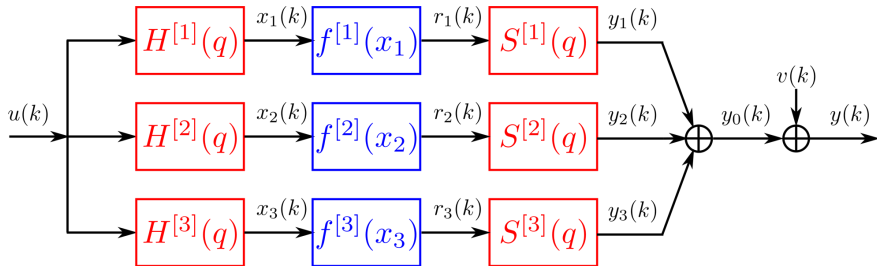 H^{[1]}(q) x_1(k) f^{[1]}(x_1) r_1(k) S^{[1]}(q) y_1(k)
u(k) H^{[2]}(q) x_2(k) f^{[2]}(x_2) r_2(k) S^{[2]}(q) y_2(k) y_0(k) v(k) y(k)
H^{[3]}(q) x_3(k) f^{[3]}(x_3) r_3(k) S^{[3]}(q) y_3(k)